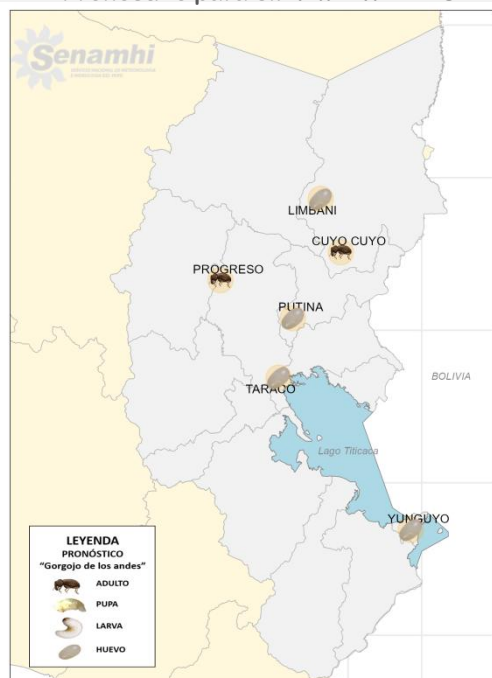 Senamhi
LIMBANI
CUYO CUYO
PROGRESO
PUTINA
TARACO
BOLIVIA
Lago Titicaca
YUNGUYO
LEYENDA
PRONÓSTICO
"Gorgojo de los andes"
ADULTO
PUPA
LARVA
HUEVO